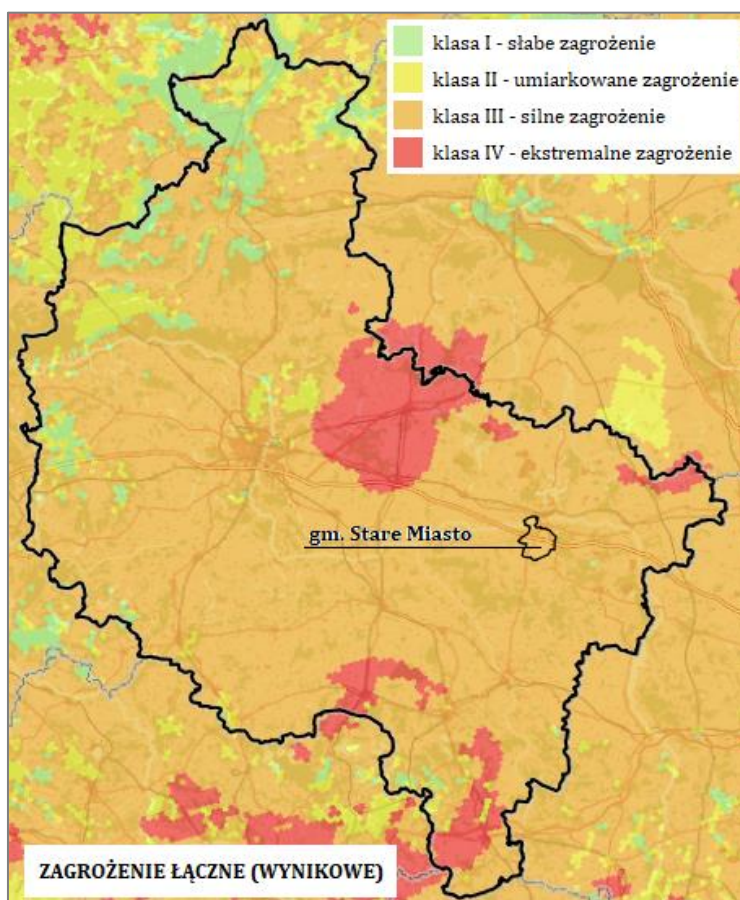 klasa I - słabe zagrożenie
klasa II - umiarkowane zagrożenie
klasa III - silne zagrożenie
klasa IV - ekstremalne zagrożenie
gm. Stare Miasto
ZAGROŻENIE ŁĄCZNE (WYNIKOWE)